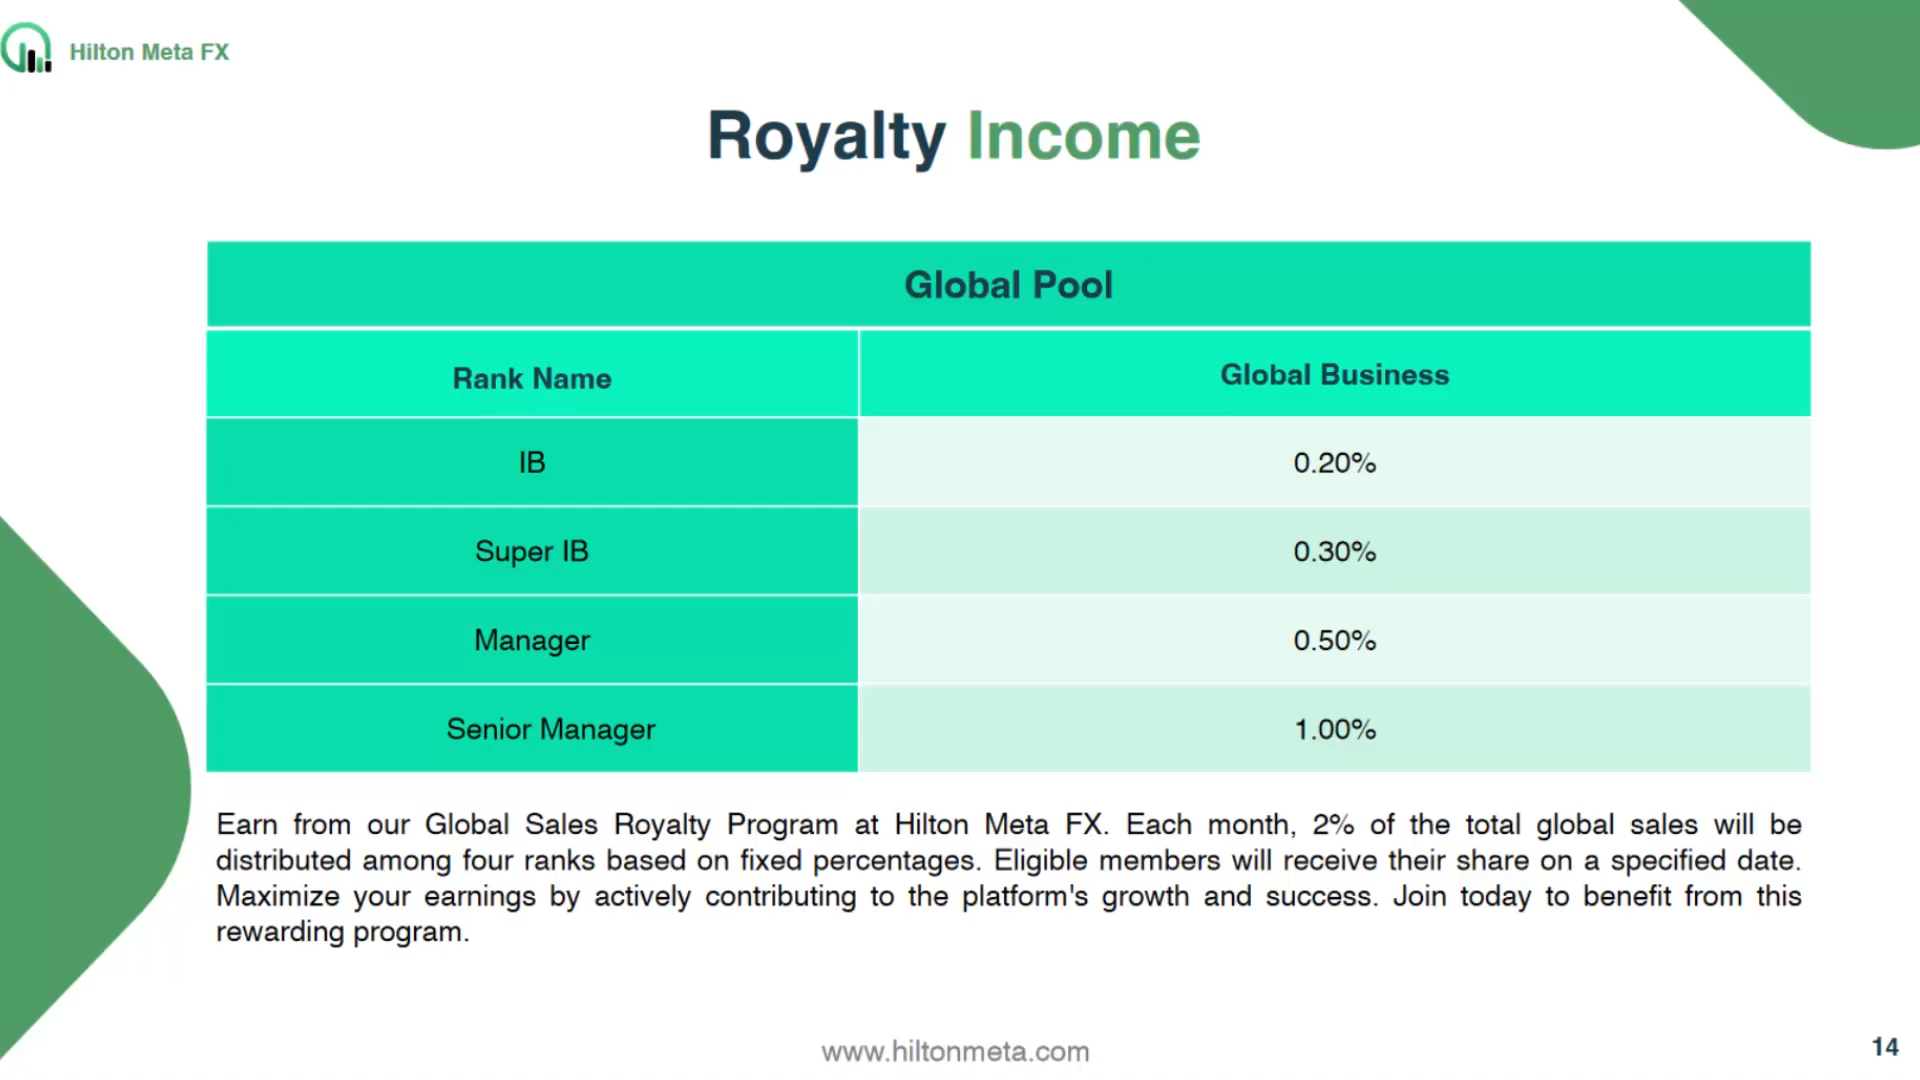 Hilton Meta FX
Royalty Income
Global Pool
Rank Name
Global Business
IB
0.20%
Super IB
0.30%
Manager
0.50%
Senior Manager
1.00%
Earn from our Global Sales Royalty Program at Hilton Meta FX. Each month, 2% of the total global sales will be
distributed among four ranks based on fixed percentages. Eligible members will receive their share on a specified date.
Maximize your earnings by actively contributing to the platform's growth and success. Join today to benefit from this
rewarding program.
www.hiltonmeta.com
14